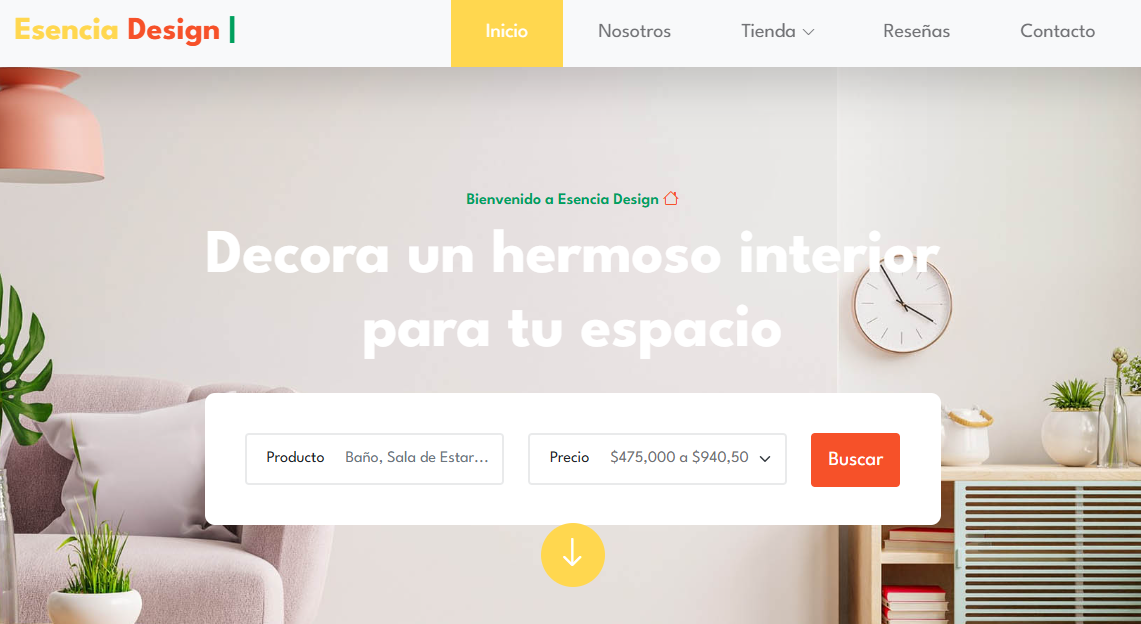 Esencia Design |
Inicio
Nosotros
Tienda
Reseñas
Contacto
Bienvenido a Esencia Design
Decora un hermoso interior
para tu espacio
Producto
Baño, Sala de Estar...
Precio
$475,000 a $940,50
Buscar